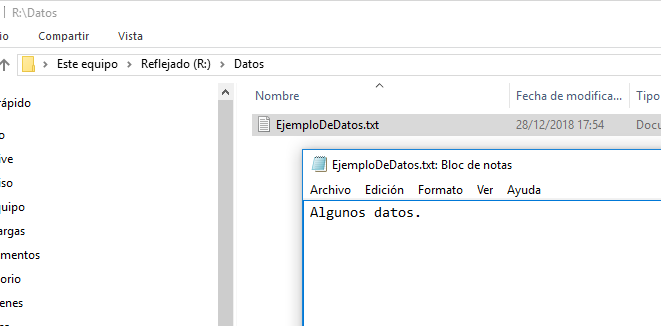 R:\Datos
io Compartir Vista
Este equipo Reflejado (R:) Datos
rápido
o
ive
iso
quipo
argas
mentos
orio
enes
Nombre Fecha de modifica... Tipo
EjemploDeDatos.txt 28/12/2018 17:54 Docu
EjemploDeDatos.txt: Bloc de notas
Archivo Edición Formato Ver Ayuda
Algunos datos.